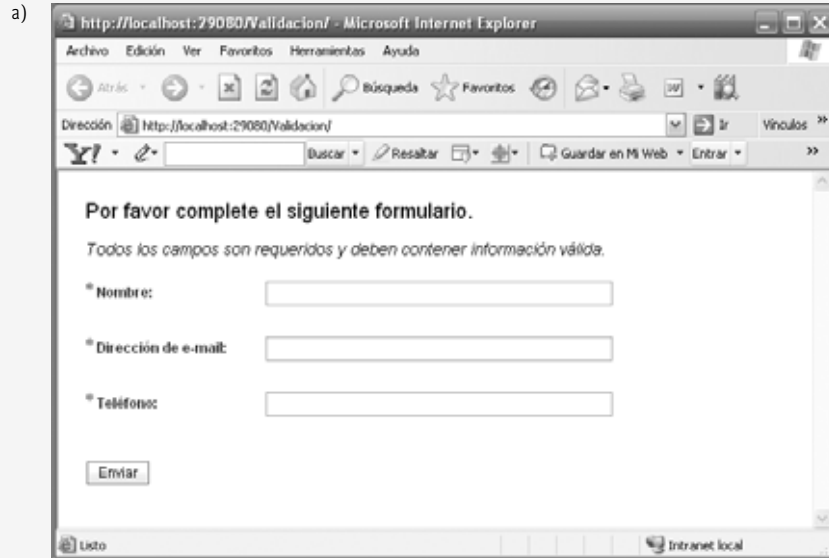 a)
http://localhost:29080/Validacion/ - Microsoft Internet Explorer
Archivo Edición Ver Favoritos Herramientas Ayuda
Atrás Búsqueda Favoritos
Dirección http://localhost:29080/Validacion/ Ir Vínculos »
Y! Buscar Resaltar Guardar en Mi Web Entrar »
Por favor complete el siguiente formulario.
Todos los campos son requeridos y deben contener información válida.
* Nombre:
* Dirección de e-mail:
* Teléfono:
Enviar
Listo Intranet local